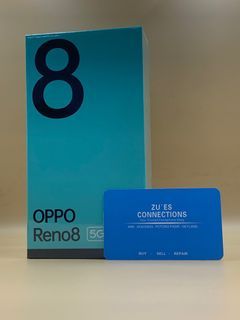 8
OPPO
Reno8 5G
ZU'ES
CONNECTIONS
BUY - SELL - REPAIR